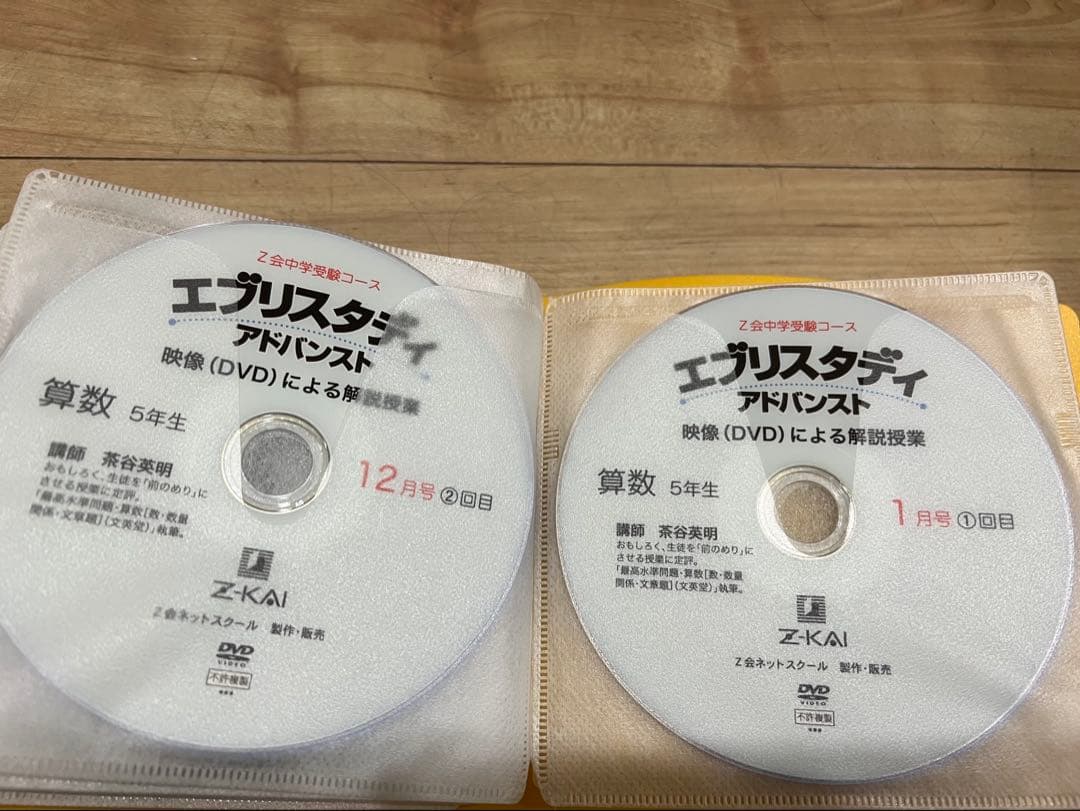 Z会中学受験コース
エブリスタディ
アドバンスト
映像(DVD)による解説授業
算数 5年生
12月号 ②回目
講師 茶谷英明
おもしろく、生徒を「前のめり」に
させる授業に定評。
「最高水準問題・算数[数・数量
関係・文章題](文英堂)」執筆。
Z-KAI
Z会ネットスクール 製作・販売
DVD
VIDEO
不許複製
Z会中学受験コース
エブリスタディ
アドバンスト
映像(DVD)による解説授業
算数 5年生
1月号 ①回目
講師 茶谷英明
おもしろく、生徒を「前のめり」に
させる授業に定評。
「最高水準問題・算数[数・数量
関係・文章題](文英堂)」執筆。
Z-KAI
Z会ネットスクール 製作・販売
DVD
VIDEO
不許複製